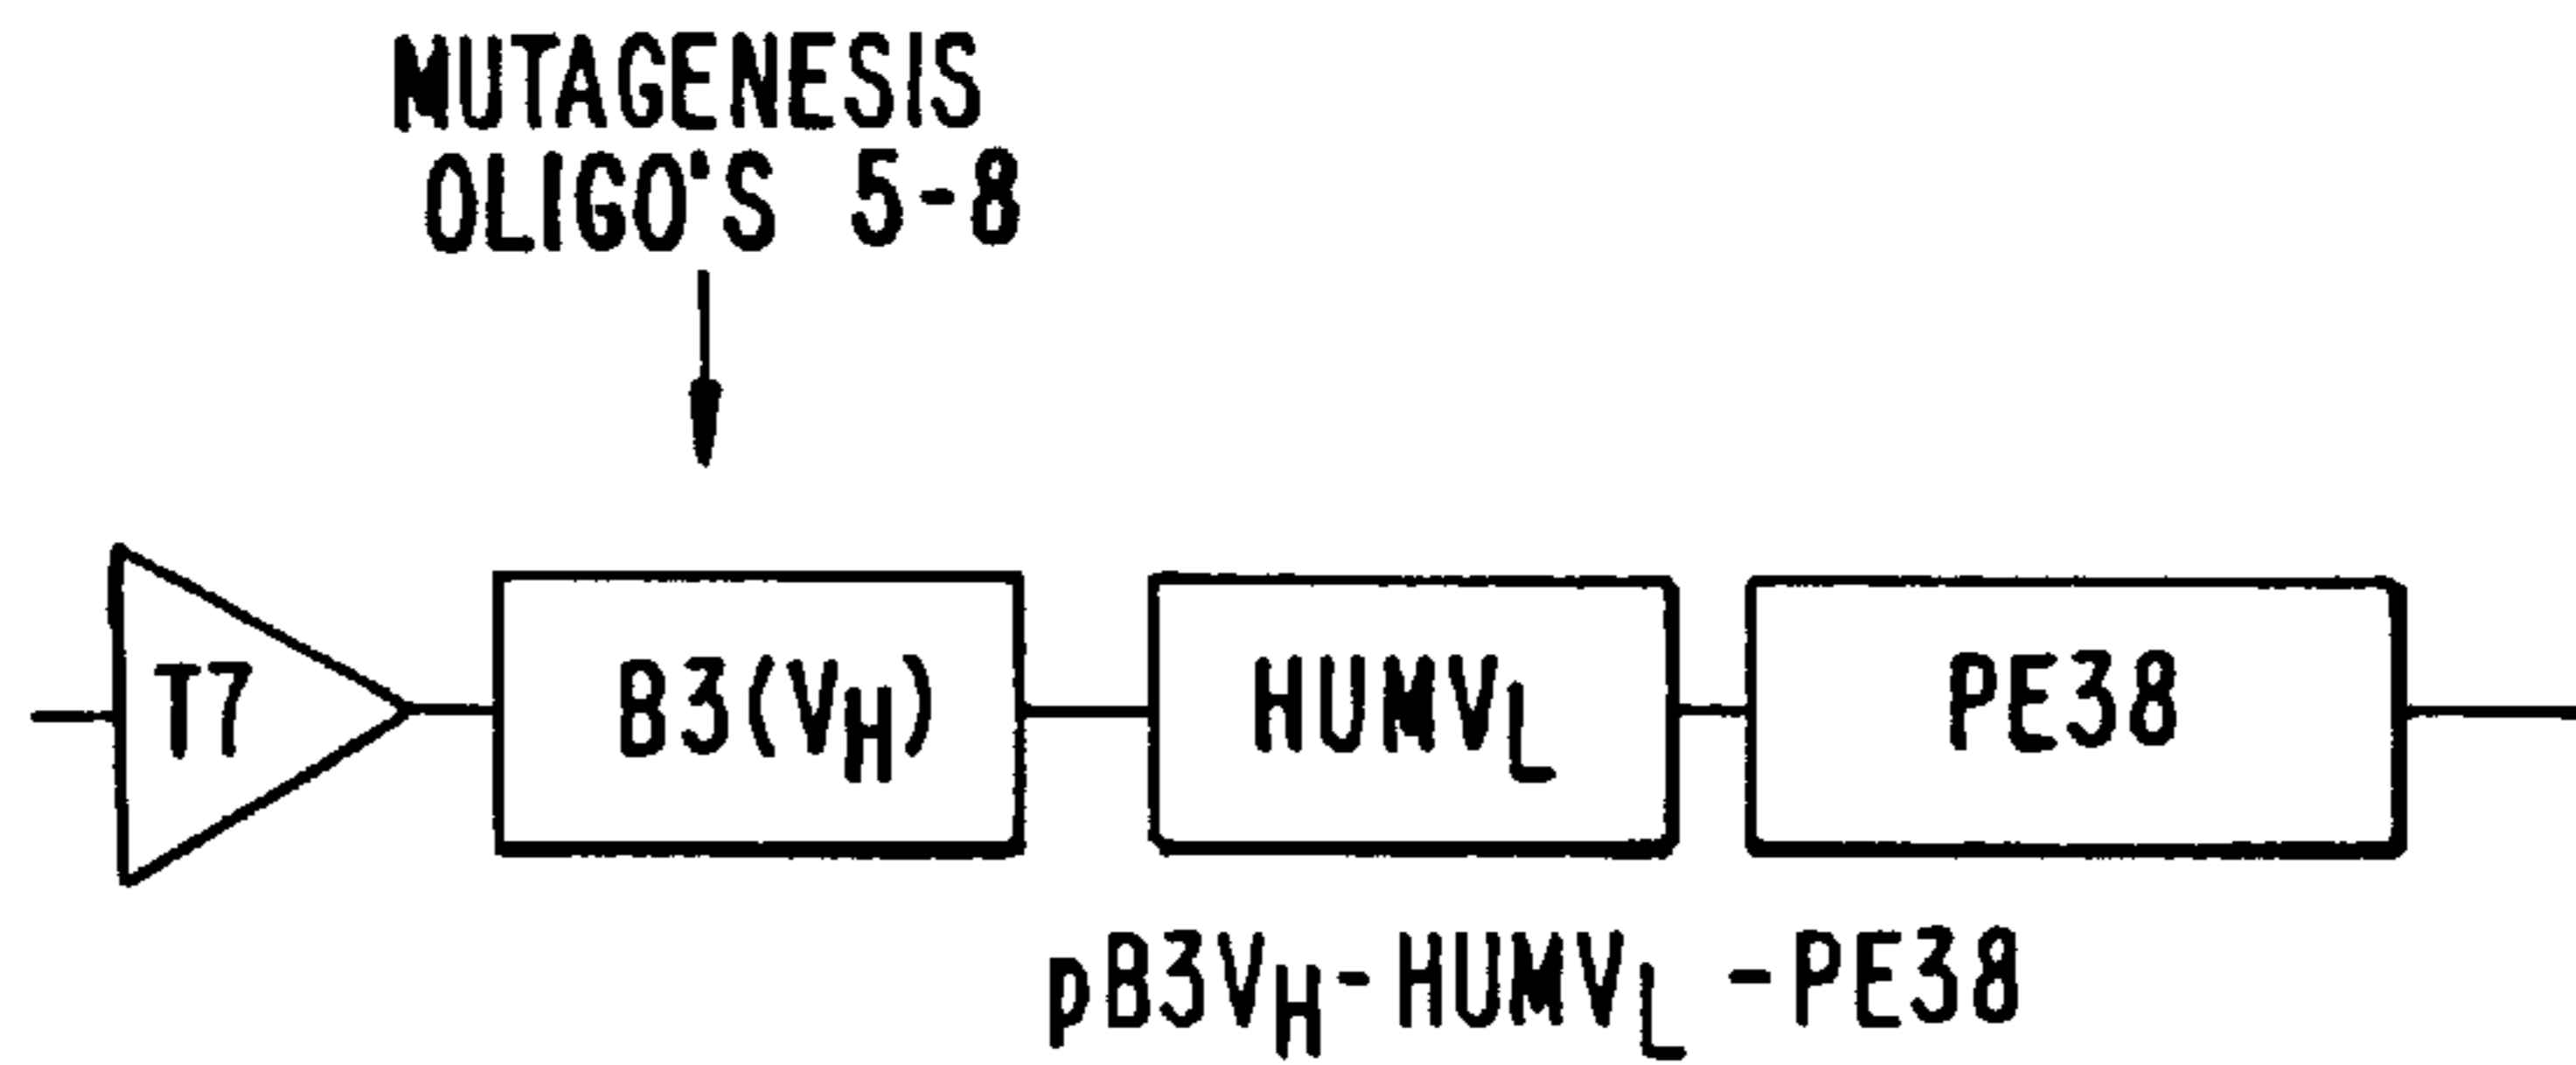 MUTAGENESIS
OLIGO'S 5-8
T7
B3(VH)
HUMVL
PE38
pB3VH-HUMVL-PE38